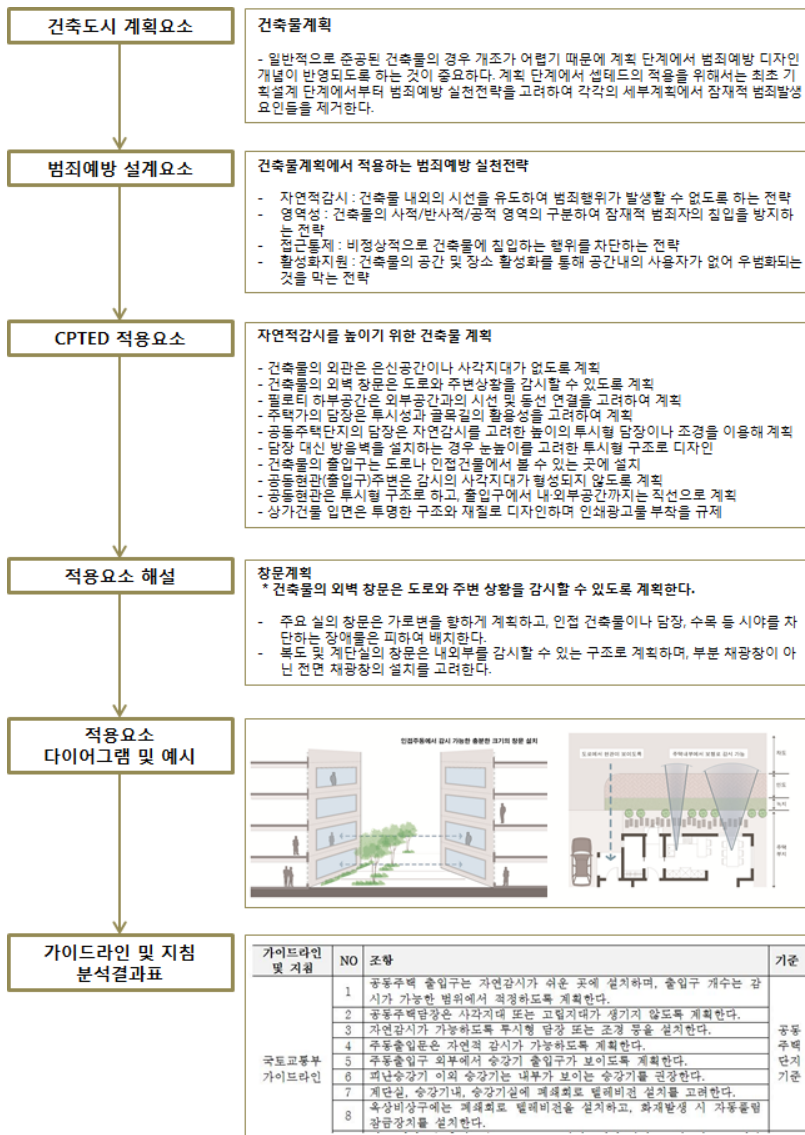 건축도시 계획요소
건축물계획
- 일반적으로 준공된 건축물의 경우 개조가 어렵기 때문에 계획 단계에서 범죄예방 디자인
개념이 반영되도록 하는 것이 중요하다. 계획 단계에서 셉테드의 적용을 위해서는 최초 기
획설계 단계에서부터 범죄예방 실천전략을 고려하여 각각의 세부계획에서 잠재적 범죄발생
요인들을 제거한다.
범죄예방 설계요소
건축물계획에서 적용하는 범죄예방 실천전략
- 자연적감시 : 건축물 내외의 시선을 유도하여 범죄행위가 발생할 수 없도록 하는 전략
- 영역성 : 건축물의 사적/반사적/공적 영역의 구분하여 잠재적 범죄자의 침입을 방지하
는 전략
- 접근통제 : 비정상적으로 건축물에 침입하는 행위를 차단하는 전략
- 활성화지원 : 건축물의 공간 및 장소 활성화를 통해 공간내의 사용자가 없어 우범화되는
것을 막는 전략
CPTED 적용요소
자연적감시를 높이기 위한 건축물 계획
- 건축물의 외관은 은신공간이나 사각지대가 없도록 계획
- 건축물의 외벽 창문은 도로와 주변상황을 감시할 수 있도록 계획
- 필로티 하부공간은 외부공간과의 시선 및 동선 연결을 고려하여 계획
- 주택가의 담장은 투시성과 골목길의 활용성을 고려하여 계획
- 공동주택단지의 담장은 자연감시를 고려한 높이의 투시형 담장이나 조경을 이용해 계획
- 담장 대신 방음벽을 설치하는 경우 눈높이를 고려한 투시형 구조로 디자인
- 건축물의 출입구는 도로나 인접건물에서 볼 수 있는 곳에 설치
- 공동현관(출입구)주변은 감시의 사각지대가 형성되지 않도록 계획
- 공동현관은 투시형 구조로 하고, 출입구에서 내·외부공간까지는 직선으로 계획
- 상가건물 입면은 투명한 구조와 재질로 디자인하며 인쇄광고물 부착을 규제
적용요소 해설
창문계획
* 건축물의 외벽 창문은 도로와 주변 상황을 감시할 수 있도록 계획한다.
- 주요 실의 창문은 가로변을 향하게 계획하고, 인접 건축물이나 담장, 수목 등 시야를 차
단하는 장애물은 피하여 배치한다.
- 복도 및 계단실의 창문은 내외부를 감시할 수 있는 구조로 계획하며, 부분 채광창이 아
닌 전면 채광창의 설치를 고려한다.
적용요소
다이어그램 및 예시
인접주동에서 감시 가능한 충분한 크기의 창문 설치
도로에서 현관이 보이도록
주택내부에서 보행로 감시 가능
차도
인도
녹지
주택
부지
가이드라인 및 지침
분석결과표
가이드라인
및 지침
NO
조항
기준
국토교통부
가이드라인
1
공동주택 출입구는 자연감시가 쉬운 곳에 설치하며, 출입구 개수는 감
시가 가능한 범위에서 적정하도록 계획한다.
2
공동주택담장은 사각지대 또는 고립지대가 생기지 않도록 계획한다.
3
자연감시가 가능하도록 투시형 담장 또는 조경 등을 설치한다.
4
주동출입문은 자연적 감시가 가능하도록 계획한다.
5
주동출입구 외부에서 승강기 출입구가 보이도록 계획한다.
6
피난승강기 이외 승강기는 내부가 보이는 승강기를 권장한다.
7
계단실, 승강기내, 승강기실에 폐쇄회로 텔레비전 설치를 고려한다.
8
옥상비상구에는 폐쇄회로 텔레비전을 설치하고, 화재발생 시 자동풀림
잠금장치를 설치한다.
공동
주택
단지
기준